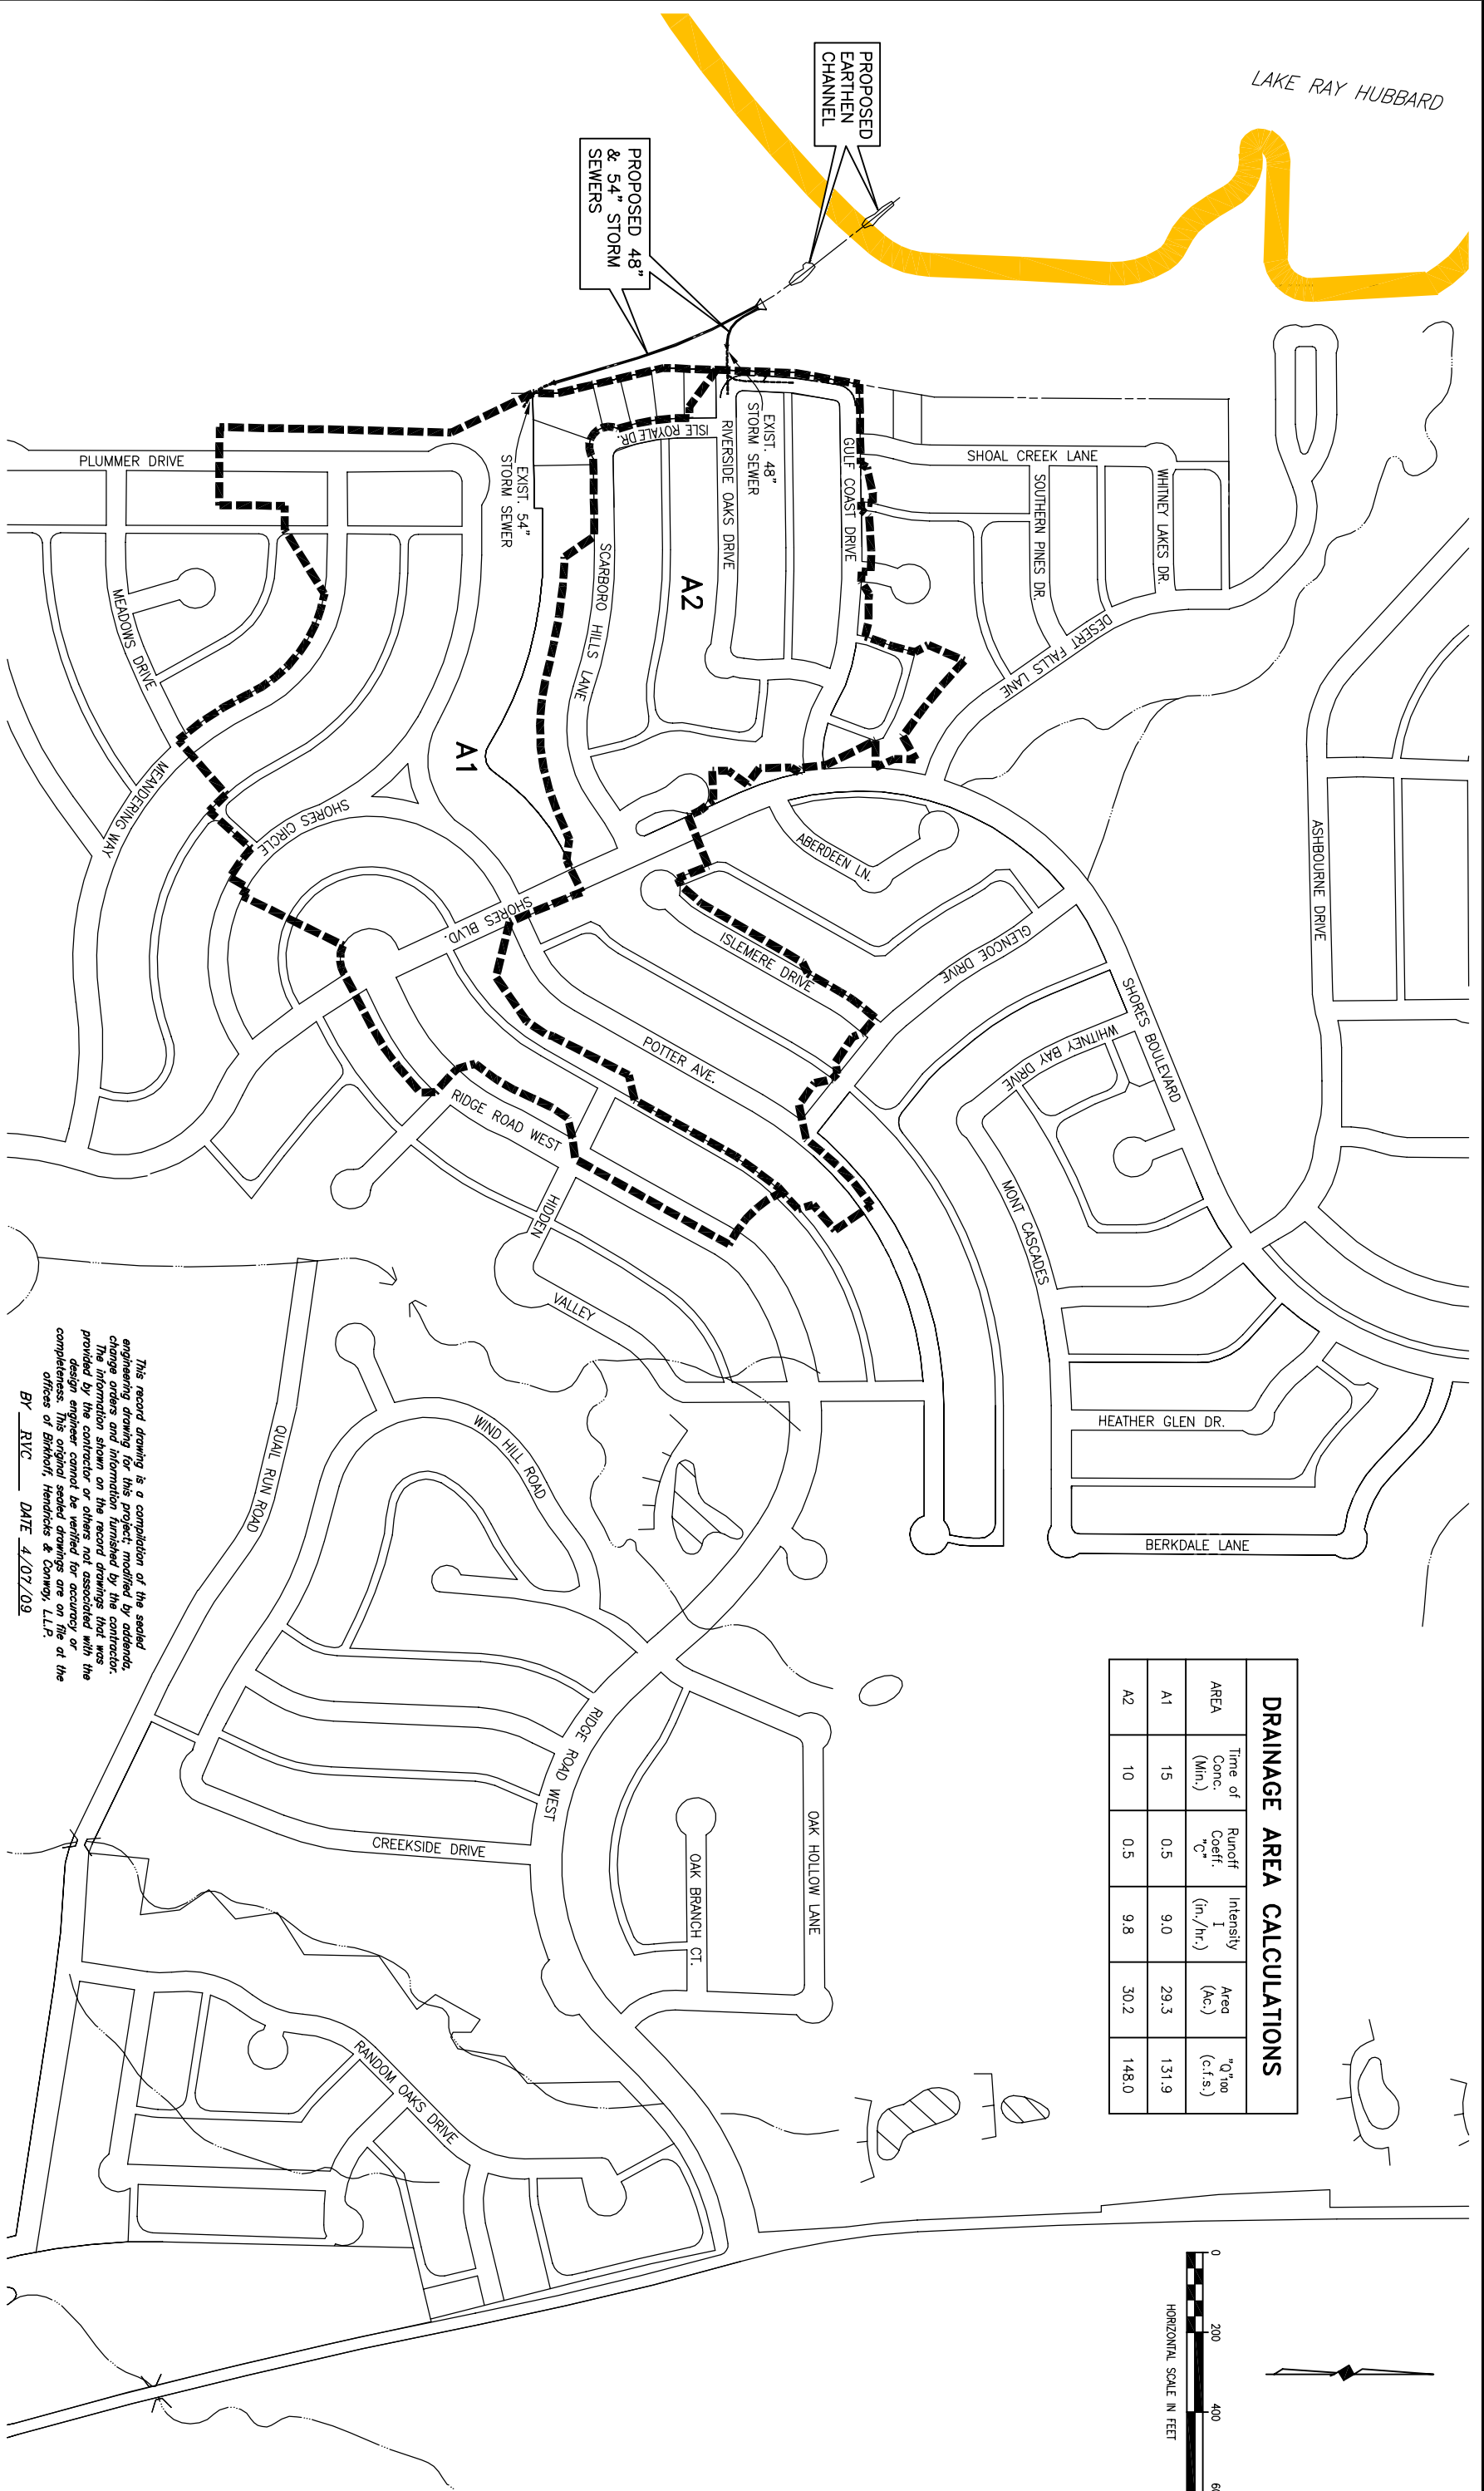 LAKE RAY HUBBARD
PROPOSED
EARTHEN
CHANNEL
PROPOSED 48"
& 54" STORM
SEWERS
EXIST. 48"
STORM SEWER
EXIST. 54"
STORM SEWER
PLUMMER DRIVE
MEADOWS DRIVE
MEANDERING WAY
SHORES CIRCLE
SHORES BLVD.
A1
A2
ISLE ROYALE DR.
RIVERSIDE OAKS DRIVE
SCARBORO HILLS LANE
GULF COAST DRIVE
SHOAL CREEK LANE
SOUTHERN PINES DR.
WHITNEY LAKES DR.
DESERT FALLS LANE
ASHBOURNE DRIVE
ABERDEEN LN.
ISLEMERE DRIVE
GLENCOE DRIVE
POTTER AVE.
RIDGE ROAD WEST
SHORES BOULEVARD
WHITNEY BAY DRIVE
MONT CASCADES
HIDDEN
VALLEY
HEATHER GLEN DR.
BERKDALE LANE
WIND HILL ROAD
QUAIL RUN ROAD
RIDGE ROAD WEST
CREEKSIDE DRIVE
OAK HOLLOW LANE
OAK BRANCH CT.
RANDOM OAKS DRIVE
DRAINAGE AREA CALCULATIONS
AREA
Time of
Conc.
(Min.)
Runoff
Coeff.
"C"
Intensity
I
(in./hr.)
Area
(Ac.)
"Q"100
(c.f.s.)
A1 15 0.5 9.0 29.3 131.9
A2 10 0.5 9.8 30.2 148.0
0 200 400
HORIZONTAL SCALE IN FEET
This record drawing is a compilation of the sealed
engineering drawing for this project; modified by addenda,
change orders and information furnished by the contractor.
The information shown on the record drawings that was
provided by the contractor or others not associated with the
design engineer cannot be verified for accuracy or
completeness. This original sealed drawings are on file at the
offices of Birkhoff, Hendricks & Conway, L.L.P.
BY RVC DATE 4/07/09